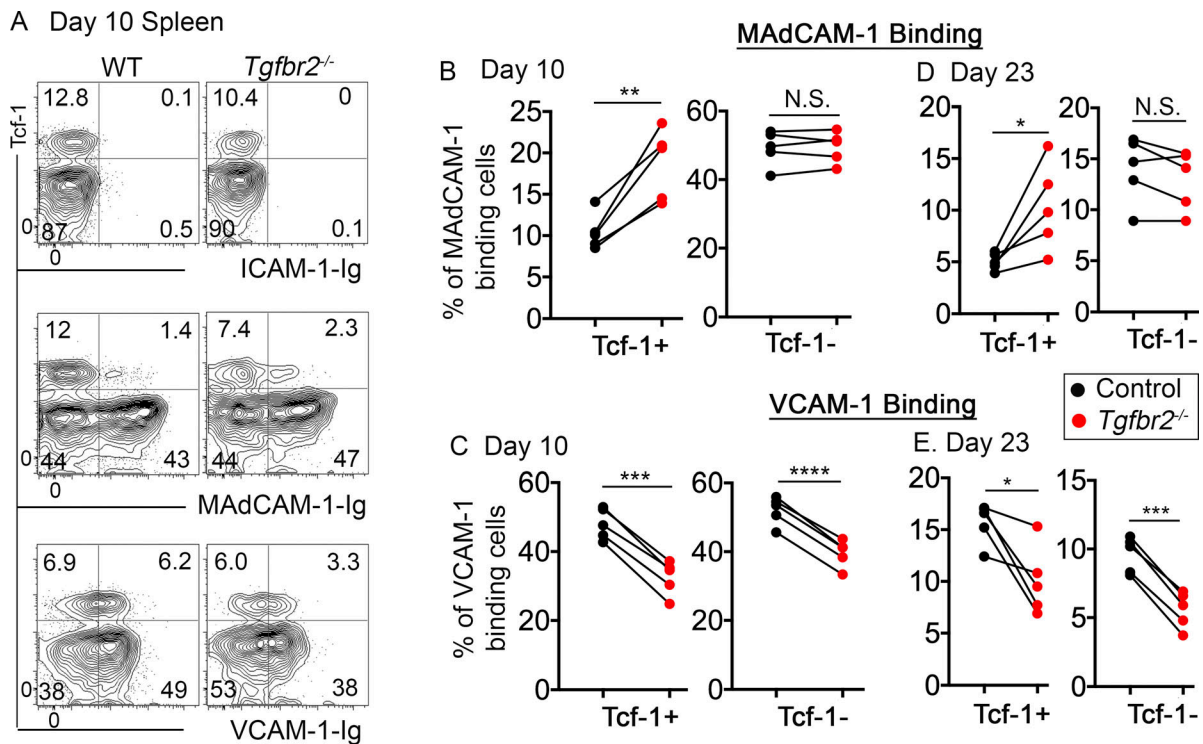 A Day 10 Spleen
WT Tgfbr2-/-
Tcf-1
12.8 0.1 10.4 0
0 87 0.5 90 0.1
0
ICAM-1-Ig
12 1.4 7.4 2.3
0 44 43 44 47
0
MAdCAM-1-Ig
6.9 6.2 6.0 3.3
0 38 49 53 38
0
VCAM-1-Ig
MAdCAM-1 Binding
B Day 10
% of MAdCAM-1
binding cells
25
20
15
10
5
0
**
Tcf-1+
60
40
20
0
N.S.
Tcf-1-
D Day 23
20
15
10
5
0.
*
Tcf-1+
20
15
10
5
0.
N.S.
Tcf-1-
VCAM-1 Binding
Control
Tgfbr2-/-
C Day 10
% of VCAM-1
binding cells
60
40
20
0
***
Tcf-1+
60
40
20
0
****
Tcf-1-
E. Day 23
20
15
10
5
0.
*
Tcf-1+
15
10
5
0
***
Tcf-1-